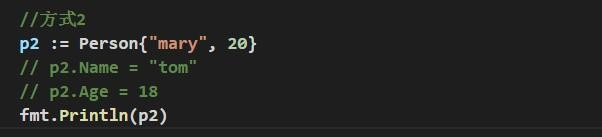 //方式2
p2 := Person{"mary", 20}
// p2.Name = "tom"
// p2.Age = 18
fmt.Println(p2)